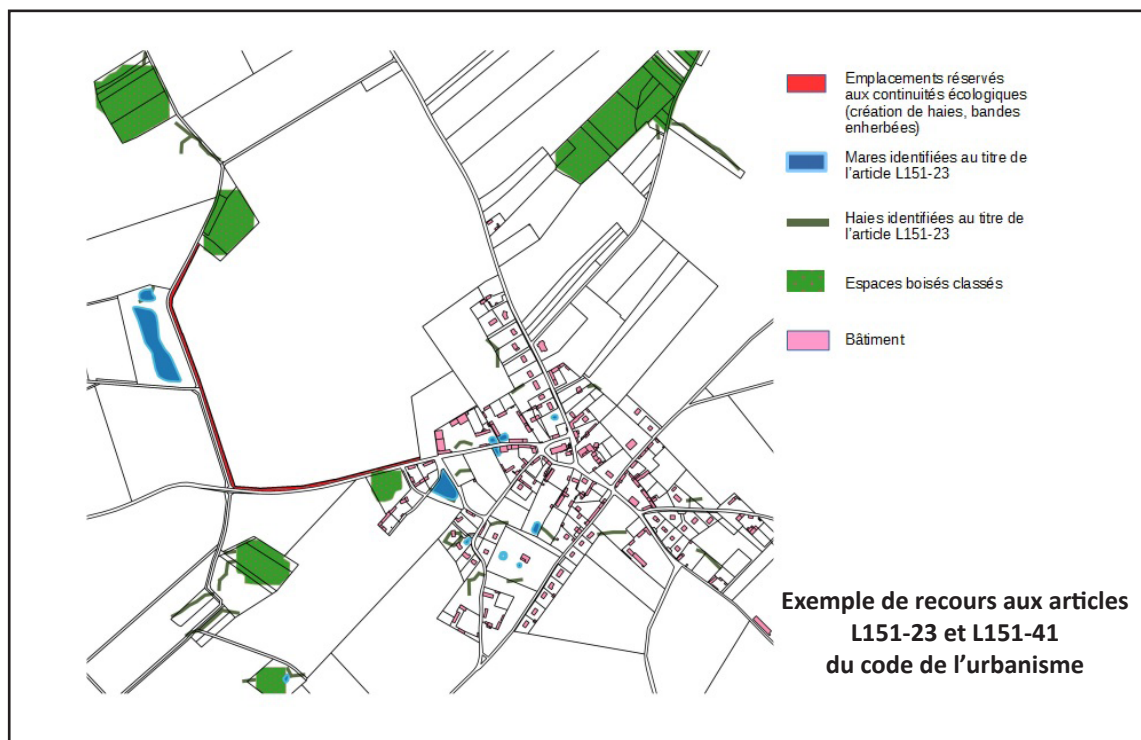 Emplacements réservés
aux continuités écologiques
(création de haies, bandes
enherbées)
Mares identifiées au titre de
l'article L151-23
Haies identifiées au titre de
l'article L151-23
Espaces boisés classés
Bâtiment
Exemple de recours aux articles
L151-23 et L151-41
du code de l'urbanisme